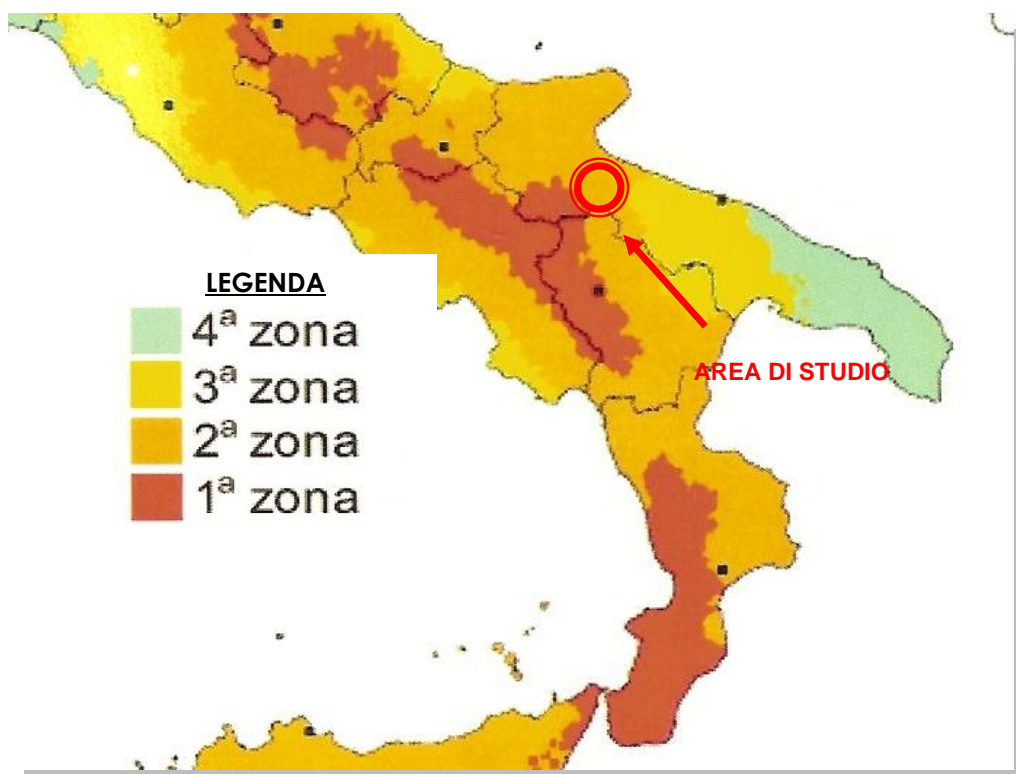 LEGENDA
4ª zona
3ª zona
2ª zona
1ª zona
AREA DI STUDIO